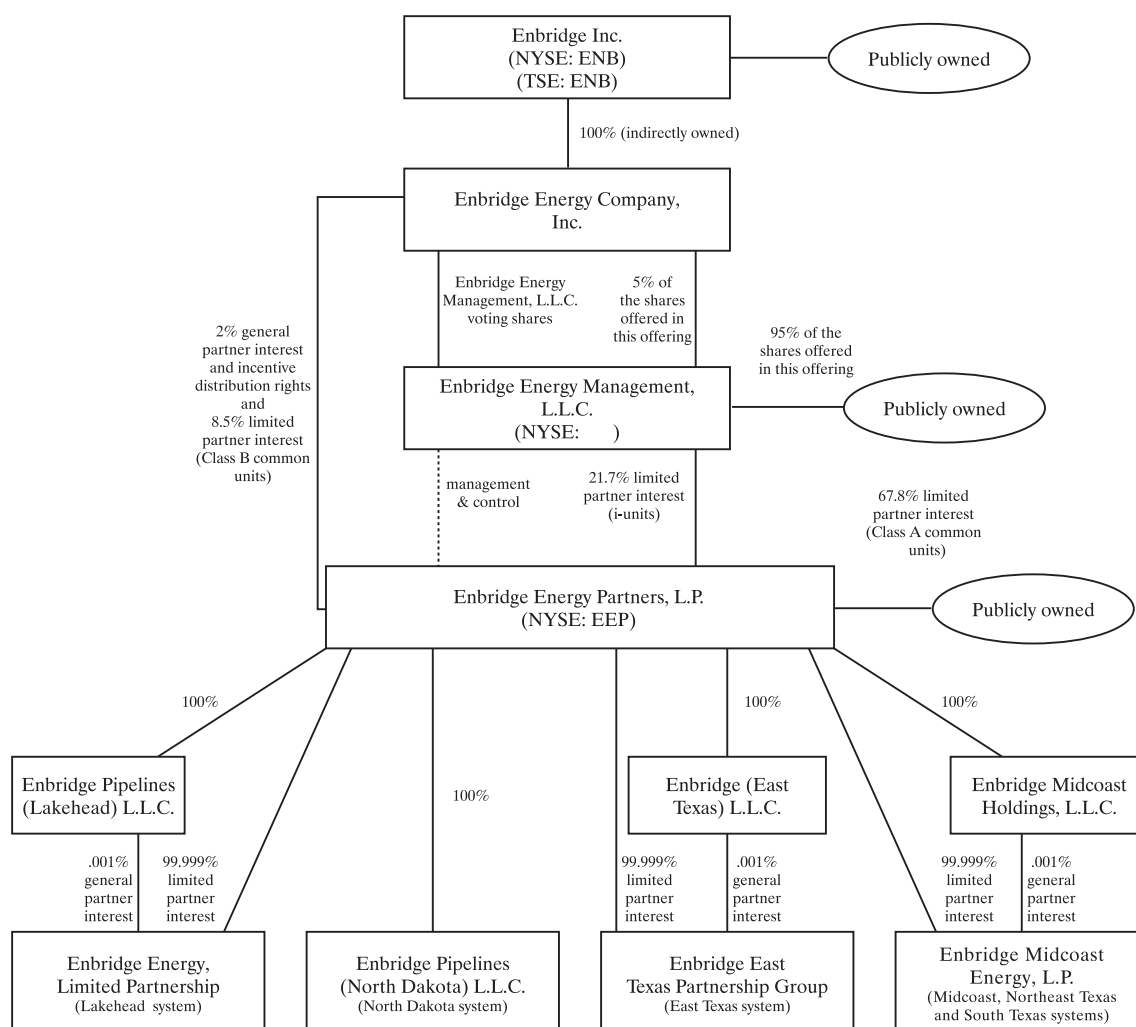 Enbridge Inc.
(NYSE: ENB)
(TSE: ENB)
Publicly owned
100% (indirectly owned)
Enbridge Energy Company,
Inc.
Enbridge Energy
Management, L.L.C.
voting shares
5% of
the shares
offered in
this offering
2% general
partner interest
and incentive
distribution rights
and
8.5% limited
partner interest
(Class B common
units)
95% of the
shares offered
in this offering
Enbridge Energy Management,
L.L.C.
(NYSE: )
Publicly owned
management
& control
21.7% limited
partner interest
(i-units)
67.8% limited
partner interest
(Class A common
units)
Enbridge Energy Partners, L.P.
(NYSE: EEP)
Publicly owned
100%
100%
100%
100%
Enbridge Pipelines
(Lakehead) L.L.C.
Enbridge (East
Texas) L.L.C.
Enbridge Midcoast
Holdings, L.L.C.
.001%
general
partner
interest
99.999%
limited
partner
interest
99.999%
limited
partner
interest
.001%
general
partner
interest
99.999%
limited
partner
interest
.001%
general
partner
interest
Enbridge Energy,
Limited Partnership
(Lakehead system)
Enbridge Pipelines
(North Dakota) L.L.C.
(North Dakota system)
Enbridge East
Texas Partnership Group
(East Texas system)
Enbridge Midcoast
Energy, L.P.
(Midcoast, Northeast Texas
and South Texas systems)